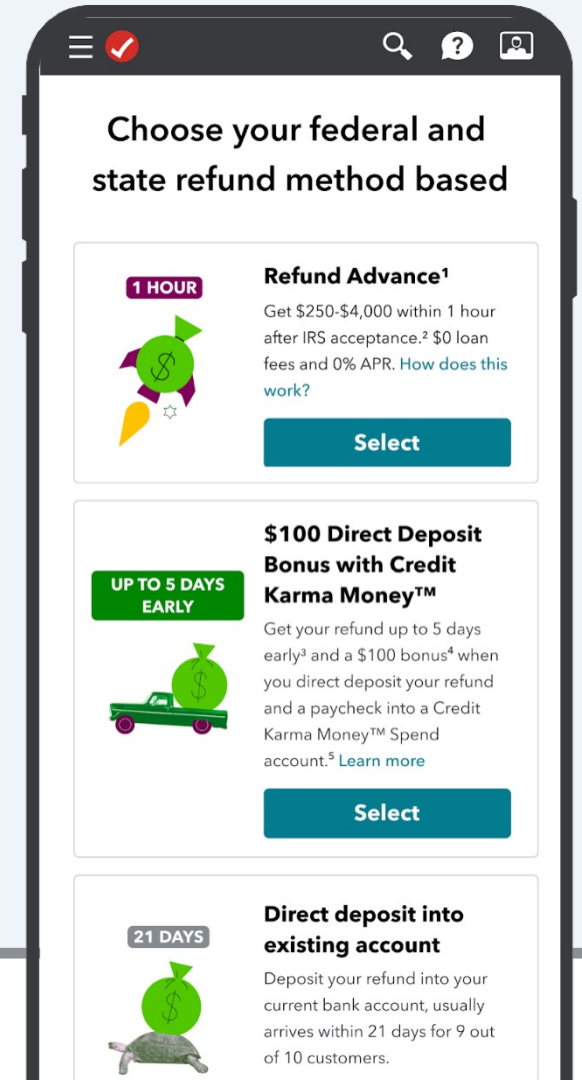 Choose your federal and
state refund method based
1 HOUR
Refund Advance¹
Get $250-$4,000 within 1 hour
after IRS acceptance.² $0 loan
fees and 0% APR. How does this
work?
Select
UP TO 5 DAYS
EARLY
$100 Direct Deposit
Bonus with Credit
Karma Money™
Get your refund up to 5 days
early³ and a $100 bonus⁴ when
you direct deposit your refund
and a paycheck into a Credit
Karma Money™ Spend
account.⁵ Learn more
Select
21 DAYS
Direct deposit into
existing account
Deposit your refund into your
current bank account, usually
arrives within 21 days for 9 out
of 10 customers.